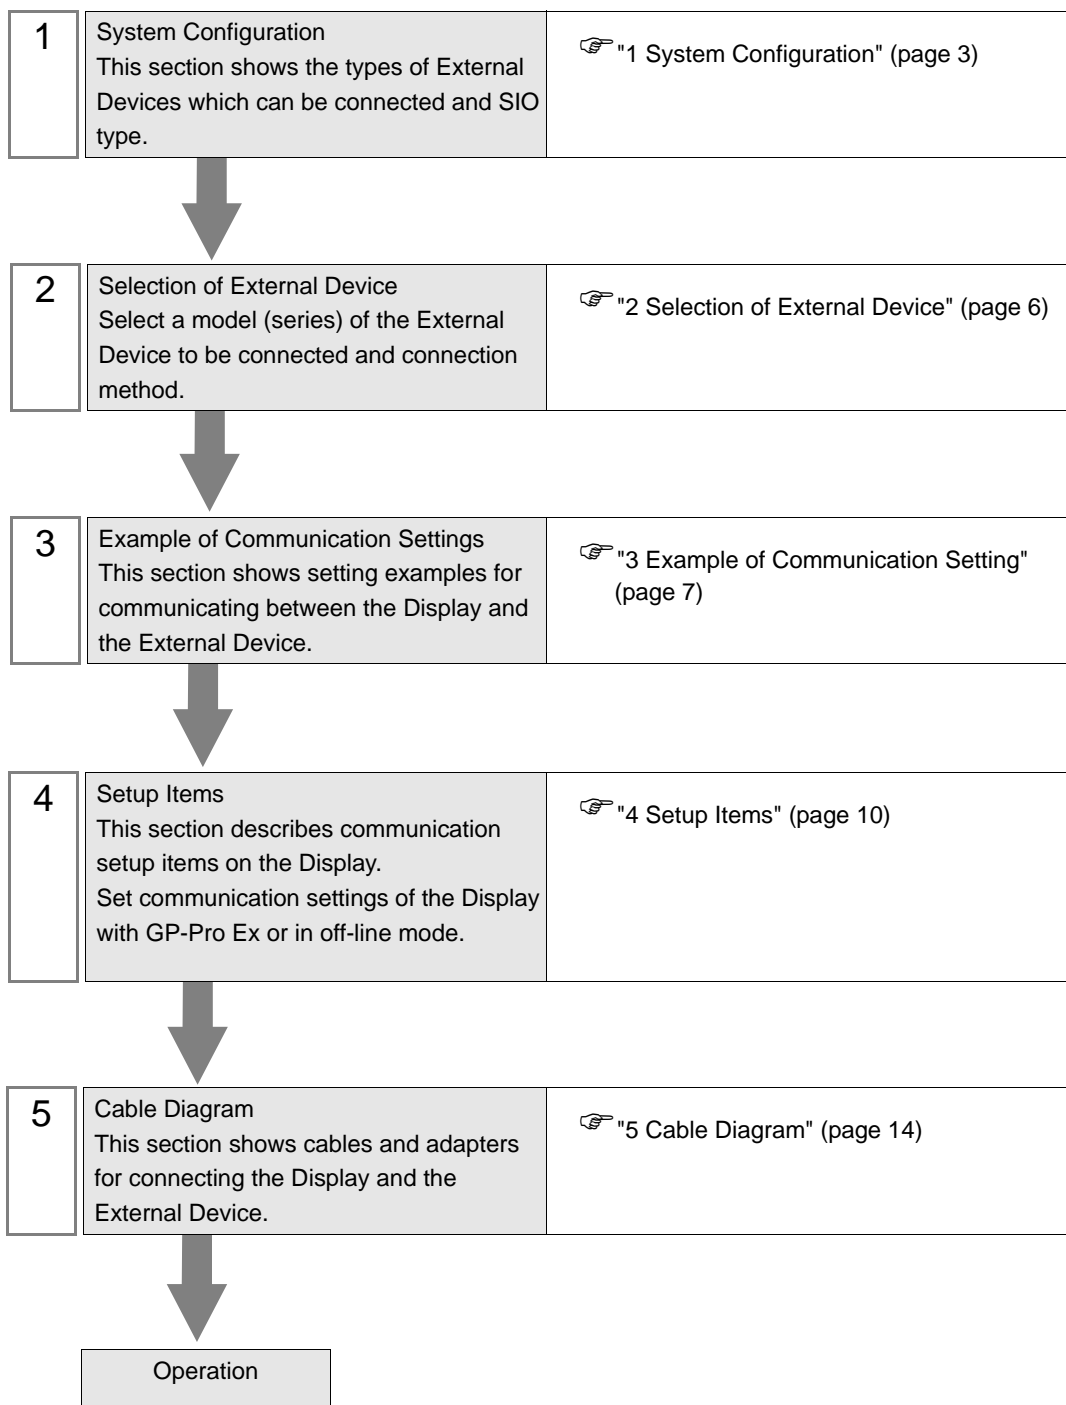 1
System Configuration
This section shows the types of External
Devices which can be connected and SIO
type.
"1 System Configuration" (page 3)
2
Selection of External Device
Select a model (series) of the External
Device to be connected and connection
method.
"2 Selection of External Device" (page 6)
3
Example of Communication Settings
This section shows setting examples for
communicating between the Display and
the External Device.
"3 Example of Communication Setting"
(page 7)
4
Setup Items
This section describes communication
setup items on the Display.
Set communication settings of the Display
with GP-Pro Ex or in off-line mode.
"4 Setup Items" (page 10)
5
Cable Diagram
This section shows cables and adapters
for connecting the Display and the
External Device.
"5 Cable Diagram" (page 14)
Operation